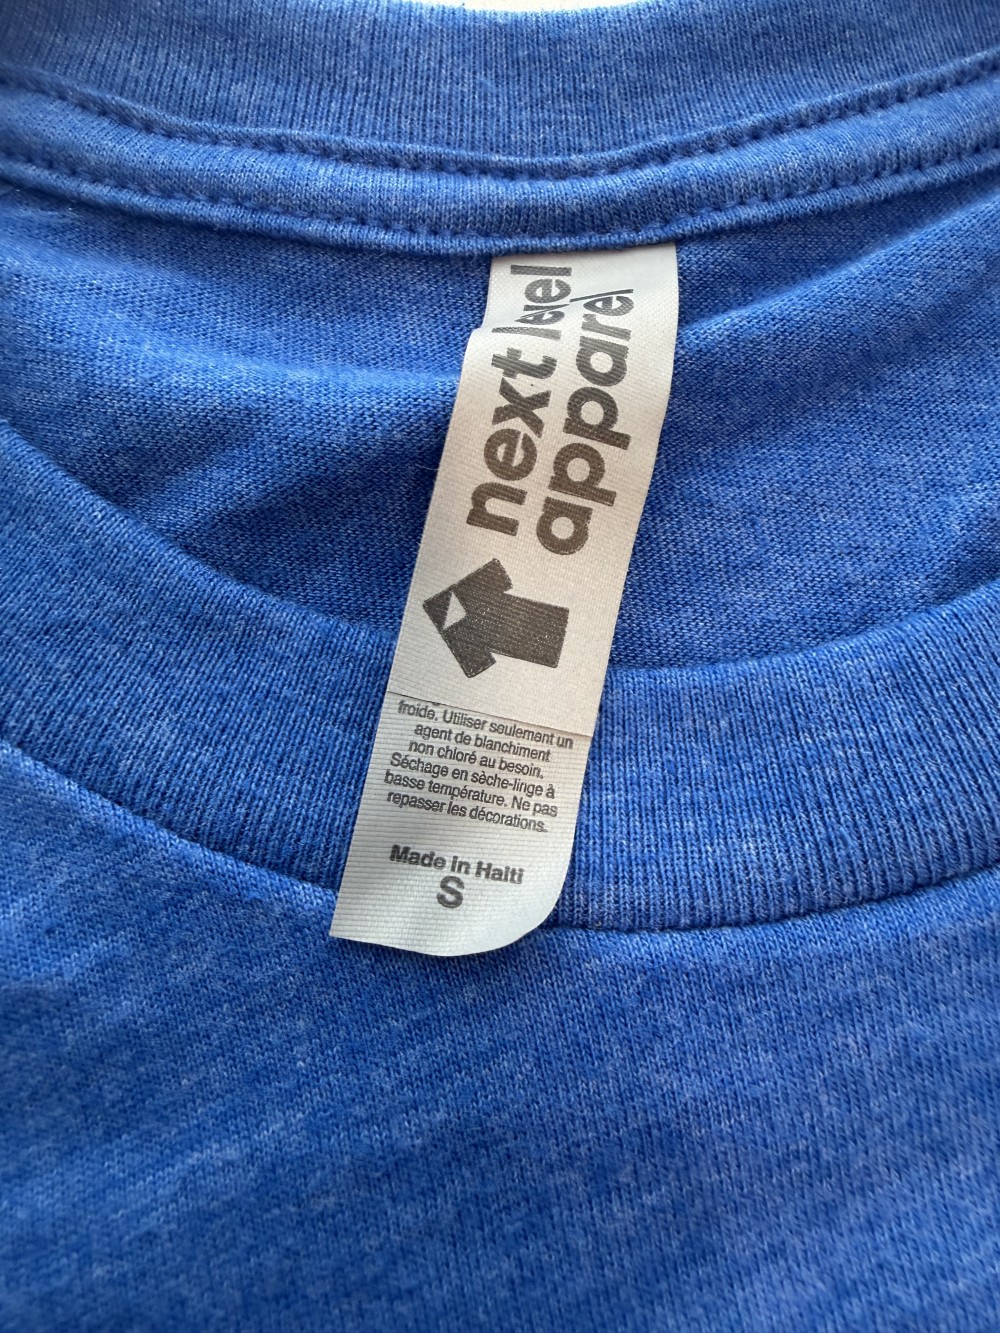 next level
apparel
froide. Utiliser seulement un
agent de blanchiment
non chloré au besoin.
Séchage en sèche-linge à
basse température. Ne pas
repasser les décorations.
Made in Haiti
S